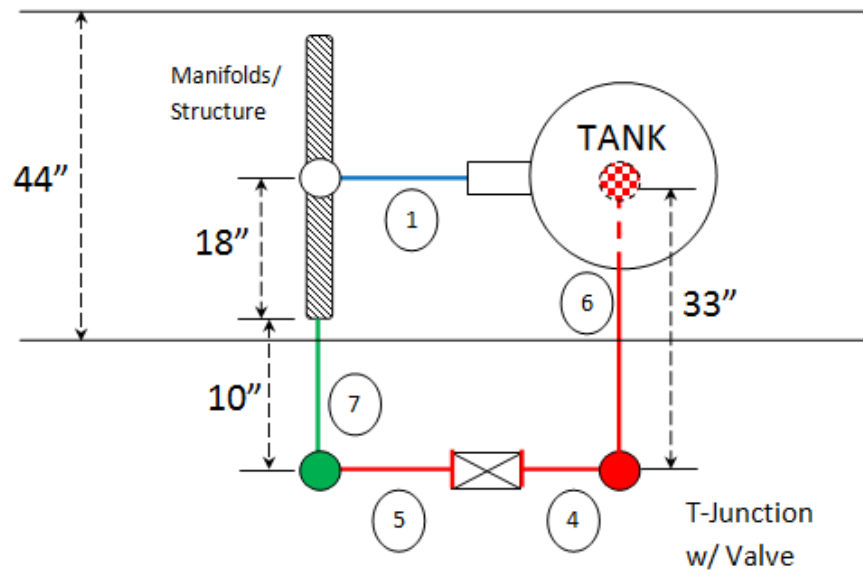 Manifolds/
Structure
TANK
44”
1
18”
6
33”
10”
7
5
4
T-Junction
w/ Valve